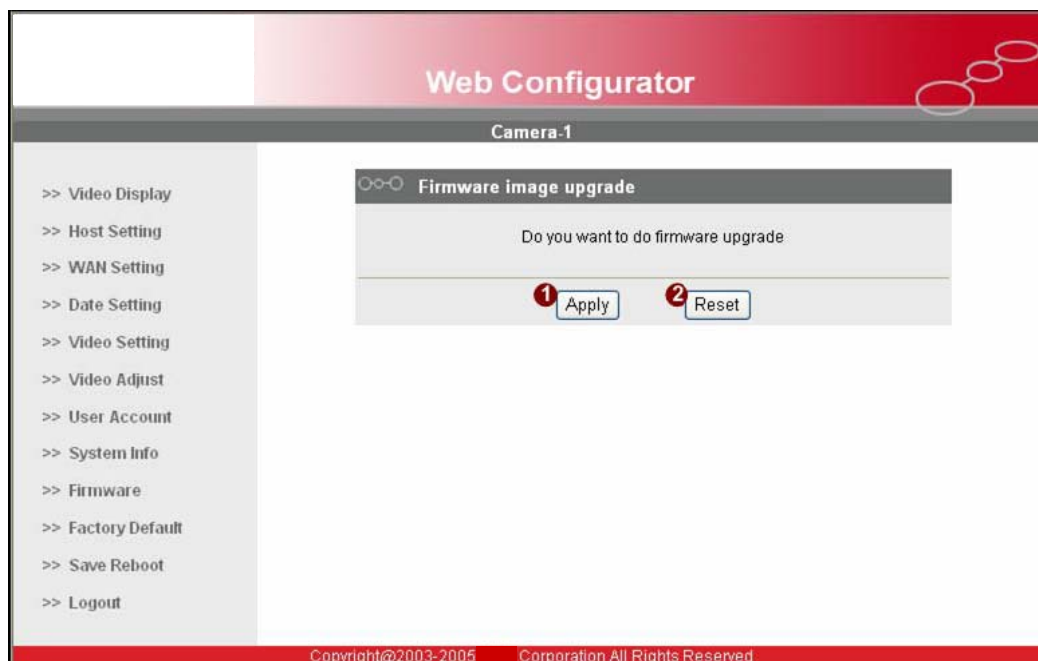 Web Configurator
Camera-1
>> Video Display
>> Host Setting
>> WAN Setting
>> Date Setting
>> Video Setting
>> Video Adjust
>> User Account
>> System Info
>> Firmware
>> Factory Default
>> Save Reboot
>> Logout
Firmware image upgrade
Do you want to do firmware upgrade
1 Apply 2 Reset
Copyright@2003-2005 Corporation All Rights Reserved